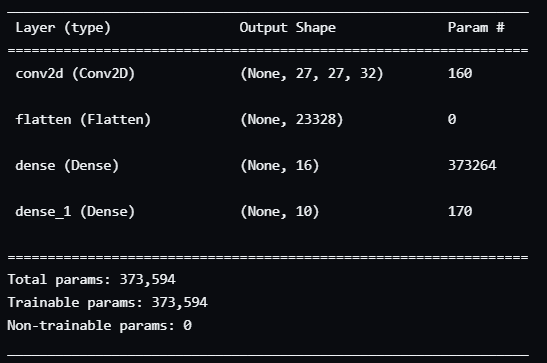 Layer (type) Output Shape Param #
conv2d (Conv2D) (None, 27, 27, 32) 160
flatten (Flatten) (None, 23328) 0
dense (Dense) (None, 16) 373264
dense_1 (Dense) (None, 10) 170
Total params: 373,594
Trainable params: 373,594
Non-trainable params: 0